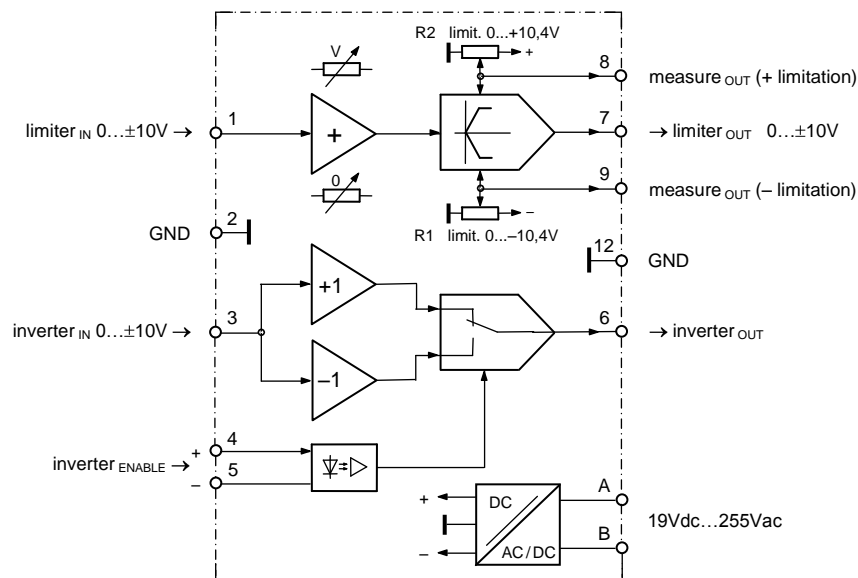 R2 limit. 0...+10,4V
+
V
8 measure OUT (+ limitation)
limiter IN 0...±10V → 1
+
7 → limiter OUT 0...±10V
0
9 measure OUT (– limitation)
–
R1 limit. 0...–10,4V
GND 2
12 GND
+1
inverter IN 0...±10V → 3
6 → inverter OUT
–1
+ 4
inverter ENABLE →
– 5
+ DC A
19Vdc...255Vac
– AC/DC B